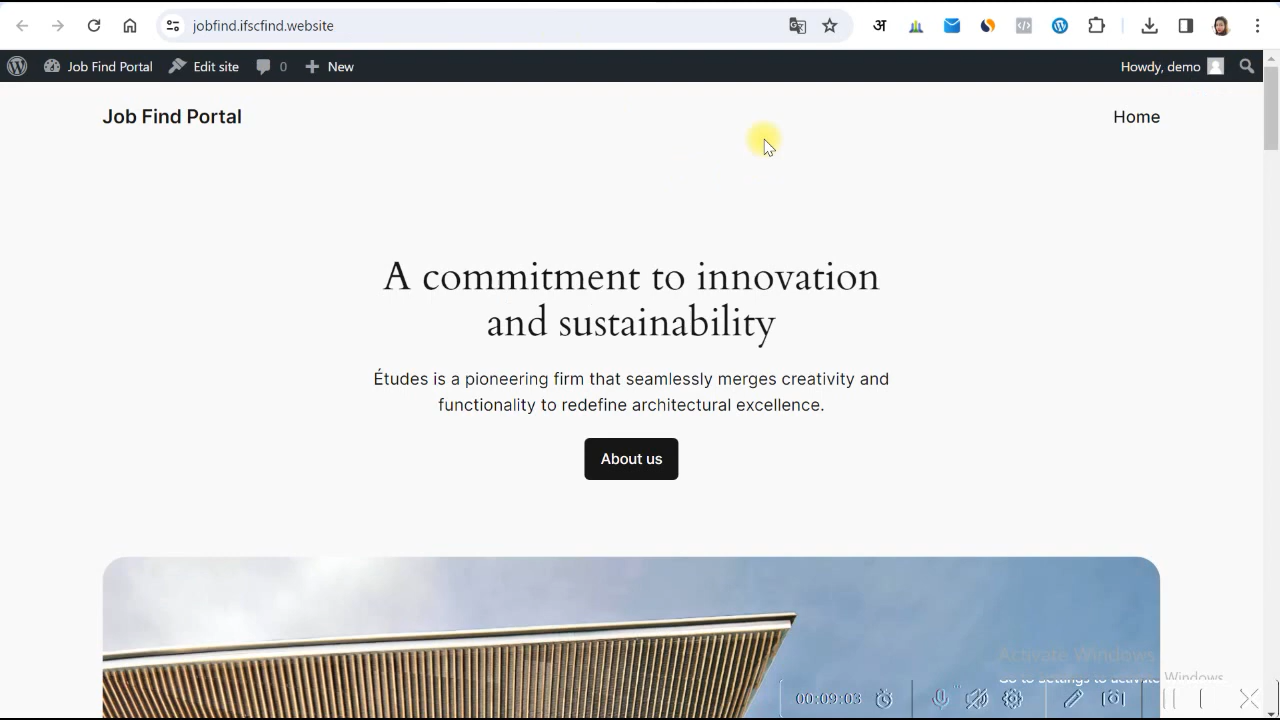 jobfind.ifscfind.website
अ
Job Find Portal
Edit site
0
New
Howdy, demo
Job Find Portal
Home
A commitment to innovation
and sustainability
Études is a pioneering firm that seamlessly merges creativity and
functionality to redefine architectural excellence.
About us
Activate Windows
Go to Settings to activate Windows.
00:09:03